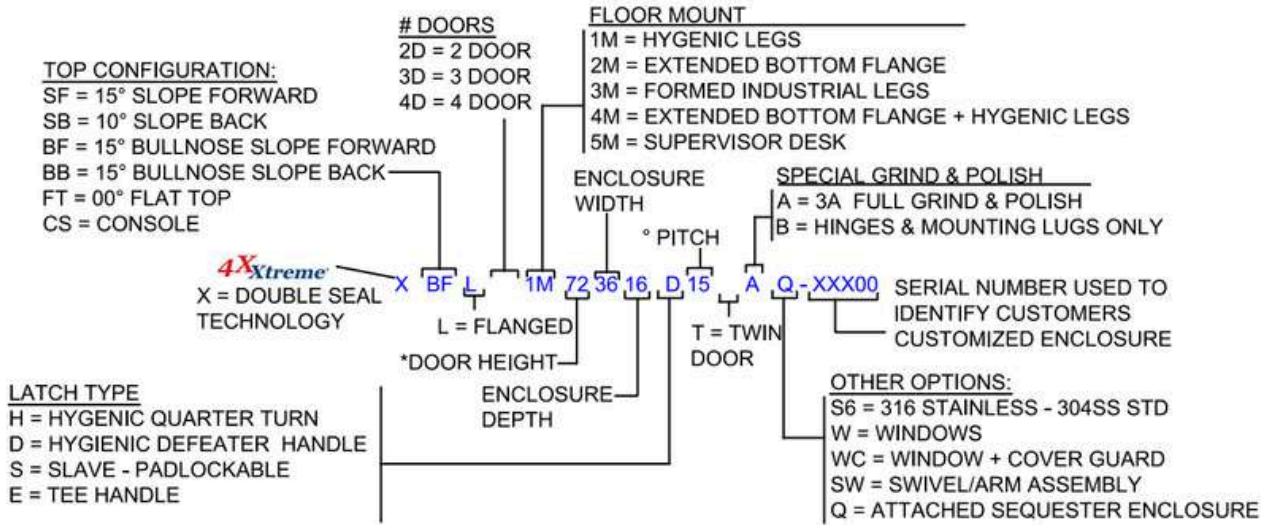 TOP CONFIGURATION:
SF = 15° SLOPE FORWARD
SB = 10° SLOPE BACK
BF = 15° BULLNOSE SLOPE FORWARD
BB = 15° BULLNOSE SLOPE BACK
FT = 00° FLAT TOP
CS = CONSOLE
# DOORS
2D = 2 DOOR
3D = 3 DOOR
4D = 4 DOOR
FLOOR MOUNT
1M = HYGENIC LEGS
2M = EXTENDED BOTTOM FLANGE
3M = FORMED INDUSTRIAL LEGS
4M = EXTENDED BOTTOM FLANGE + HYGENIC LEGS
5M = SUPERVISOR DESK
ENCLOSURE
WIDTH
° PITCH
SPECIAL GRIND & POLISH
A = 3A FULL GRIND & POLISH
B = HINGES & MOUNTING LUGS ONLY
4X Xtreme
X = DOUBLE SEAL
TECHNOLOGY
X BF L 1M 72 36 16 D 15 A Q - XXX00
L = FLANGED
*DOOR HEIGHT
ENCLOSURE
DEPTH
T = TWIN
DOOR
SERIAL NUMBER USED TO
IDENTIFY CUSTOMERS
CUSTOMIZED ENCLOSURE
LATCH TYPE
H = HYGENIC QUARTER TURN
D = HYGIENIC DEFEATER HANDLE
S = SLAVE - PADLOCKABLE
E = TEE HANDLE
OTHER OPTIONS:
S6 = 316 STAINLESS - 304SS STD
W = WINDOWS
WC = WINDOW + COVER GUARD
SW = SWIVEL/ARM ASSEMBLY
Q = ATTACHED SEQUESTER ENCLOSURE